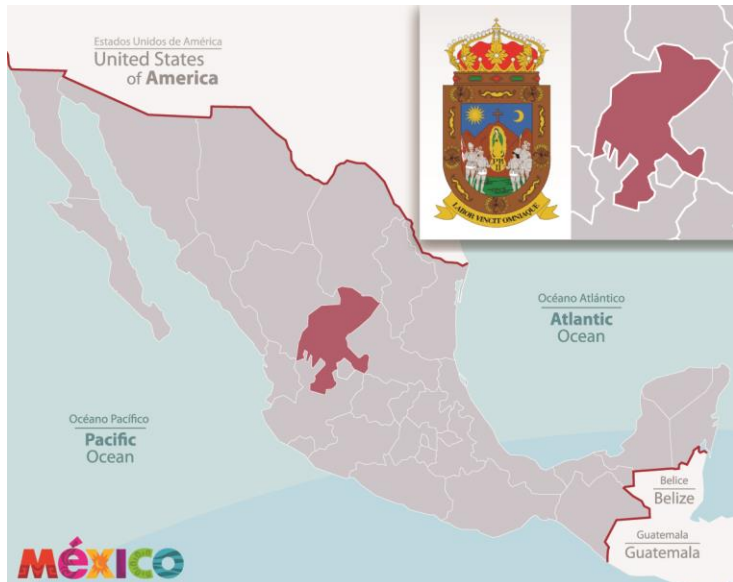 Estados Unidos de América
United States
of America
LABOR VINCIT OMNIAQUE
Océano Atlántico
Atlantic
Ocean
Océano Pacífico
Pacific
Ocean
Belice
Belize
Guatemala
Guatemala
MéXICO